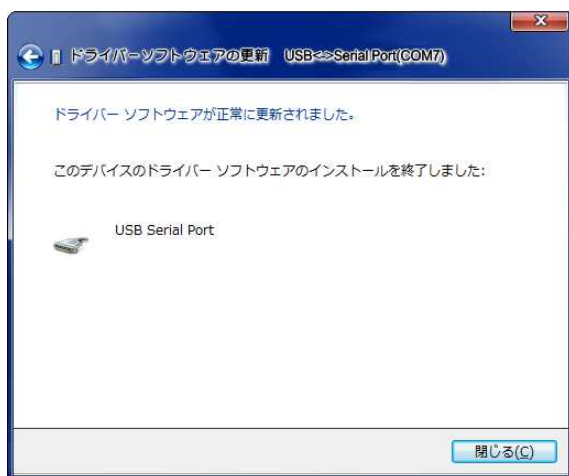 ドライバーソフトウェアの更新 USB<=>Serial Port(COM7)
ドライバー ソフトウェアが正常に更新されました。
このデバイスのドライバー ソフトウェアのインストールを終了しました:
USB Serial Port
閉じる(C)